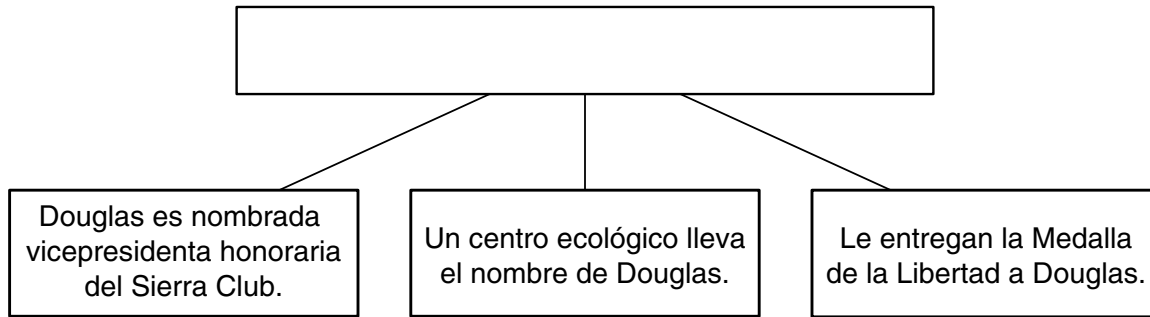 Douglas es nombrada
vicepresidenta honoraria
del Sierra Club.
Un centro ecológico lleva
el nombre de Douglas.
Le entregan la Medalla
de la Libertad a Douglas.